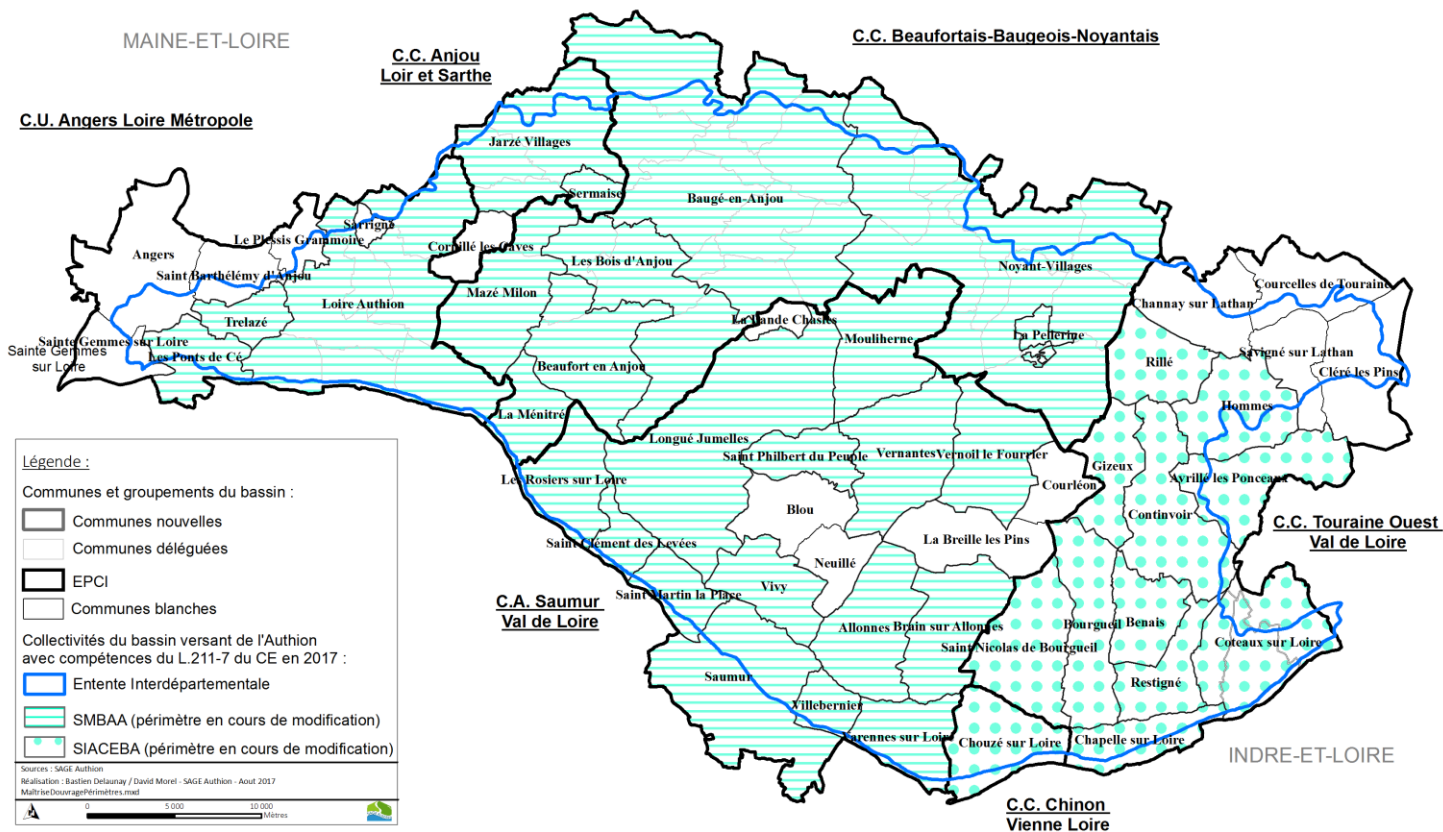 MAINE-ET-LOIRE
C.C. Anjou
Loir et Sarthe
C.C. Beaufortais-Baugeois-Noyantais
C.U. Angers Loire Métropole
Jarzé Villages
Sermaise
Baugé-en-Anjou
Sarrigné
Le Plessis Grammoire
Cornillé les Caves
Angers
Saint Barthélémy d'Anjou
Les Bois d'Anjou
Noyant-Villages
Mazé Milon
Loire Authion
Courcelles de Touraine
Channay sur Lathan
Trelazé
La Lande Chasles
Mouliherne
La Pellerine
Sainte Gemmes sur Loire
Sainte Gemmes
sur Loire
Les Ponts de Cé
Savigné sur Lathan
Rillé
Cléré les Pins
Beaufort en Anjou
Hommes
La Ménitré
Longué Jumelles
Saint Philbert du Peuple
Vernantes
Vernoil le Fourrier
Gizeux
Les Rosiers sur Loire
Courléon
Avrillé les Ponceaux
Blou
Continvoir
C.C. Touraine Ouest
Val de Loire
Saint Clément des Levées
La Breille les Pins
Neuillé
Vivy
Saint Martin la Place
C.A. Saumur
Val de Loire
Allonnes
Brain sur Allonnes
Bourgueil
Benais
Saint Nicolas de Bourgueil
Coteaux sur Loire
Saumur
Restigné
Villebernier
Varennes sur Loire
Chouzé sur Loire
Chapelle sur Loire
INDRE-ET-LOIRE
C.C. Chinon
Vienne Loire
Légende :
Communes et groupements du bassin :
Communes nouvelles
Communes déléguées
EPCI
Communes blanches
Collectivités du bassin versant de l'Authion
avec compétences du L.211-7 du CE en 2017 :
Entente Interdépartementale
SMBAA (périmètre en cours de modification)
SIACEBA (périmètre en cours de modification)
Sources : SAGE Authion
Réalisation : Bastien Delaunay / David Morel - SAGE Authion - Aout 2017
MaîtriseDouvragePérimètres.mxd
0 5 000 10 000
Mètres